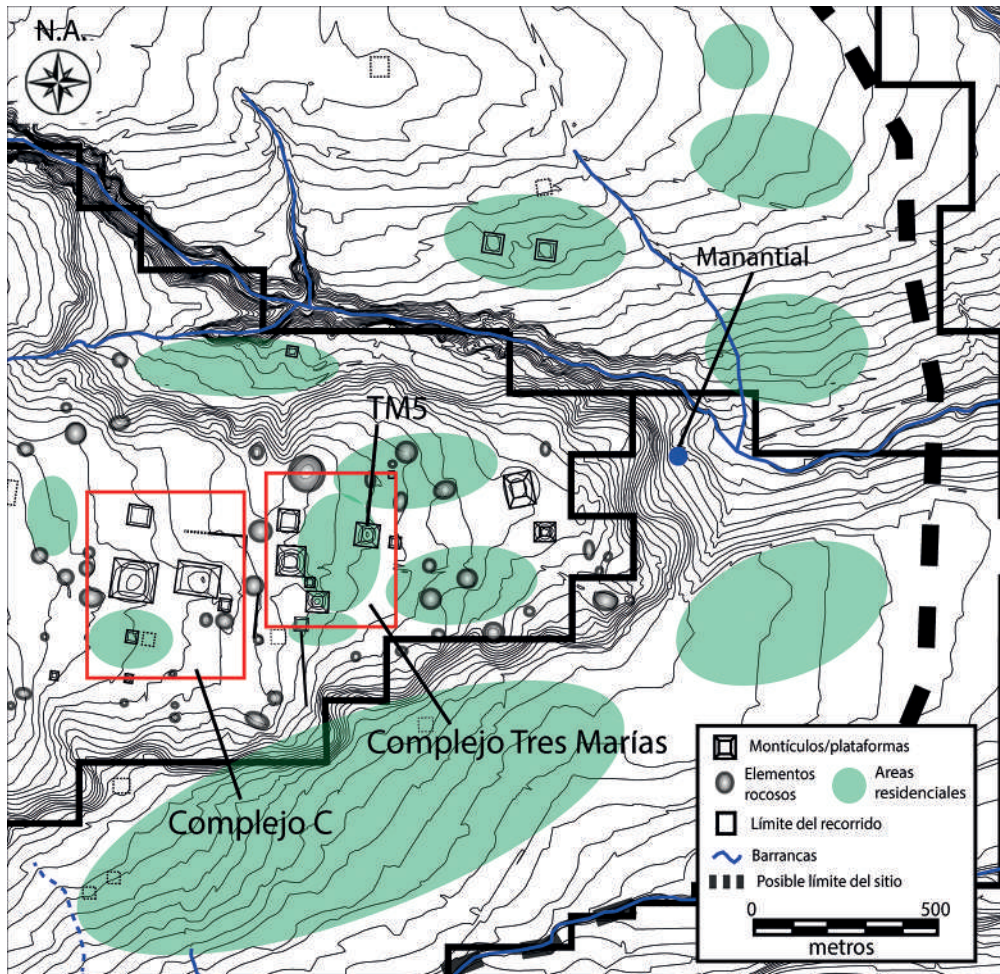 N.A.
Manantial
TM5
Complejo Tres Marías
Complejo C
Montículos/plataformas
Elementos
rocosos
Areas
residenciales
Límite del recorrido
Barrancas
Posible límite del sitio
0 500
metros